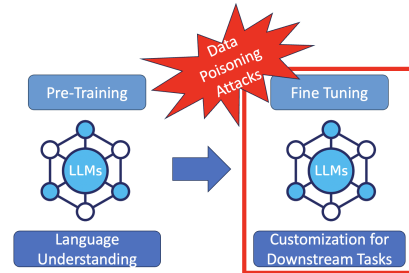 Data
Poisoning
Attacks
Pre-Training
Fine Tuning
LLMs
LLMs
Language
Understanding
Customization for
Downstream Tasks